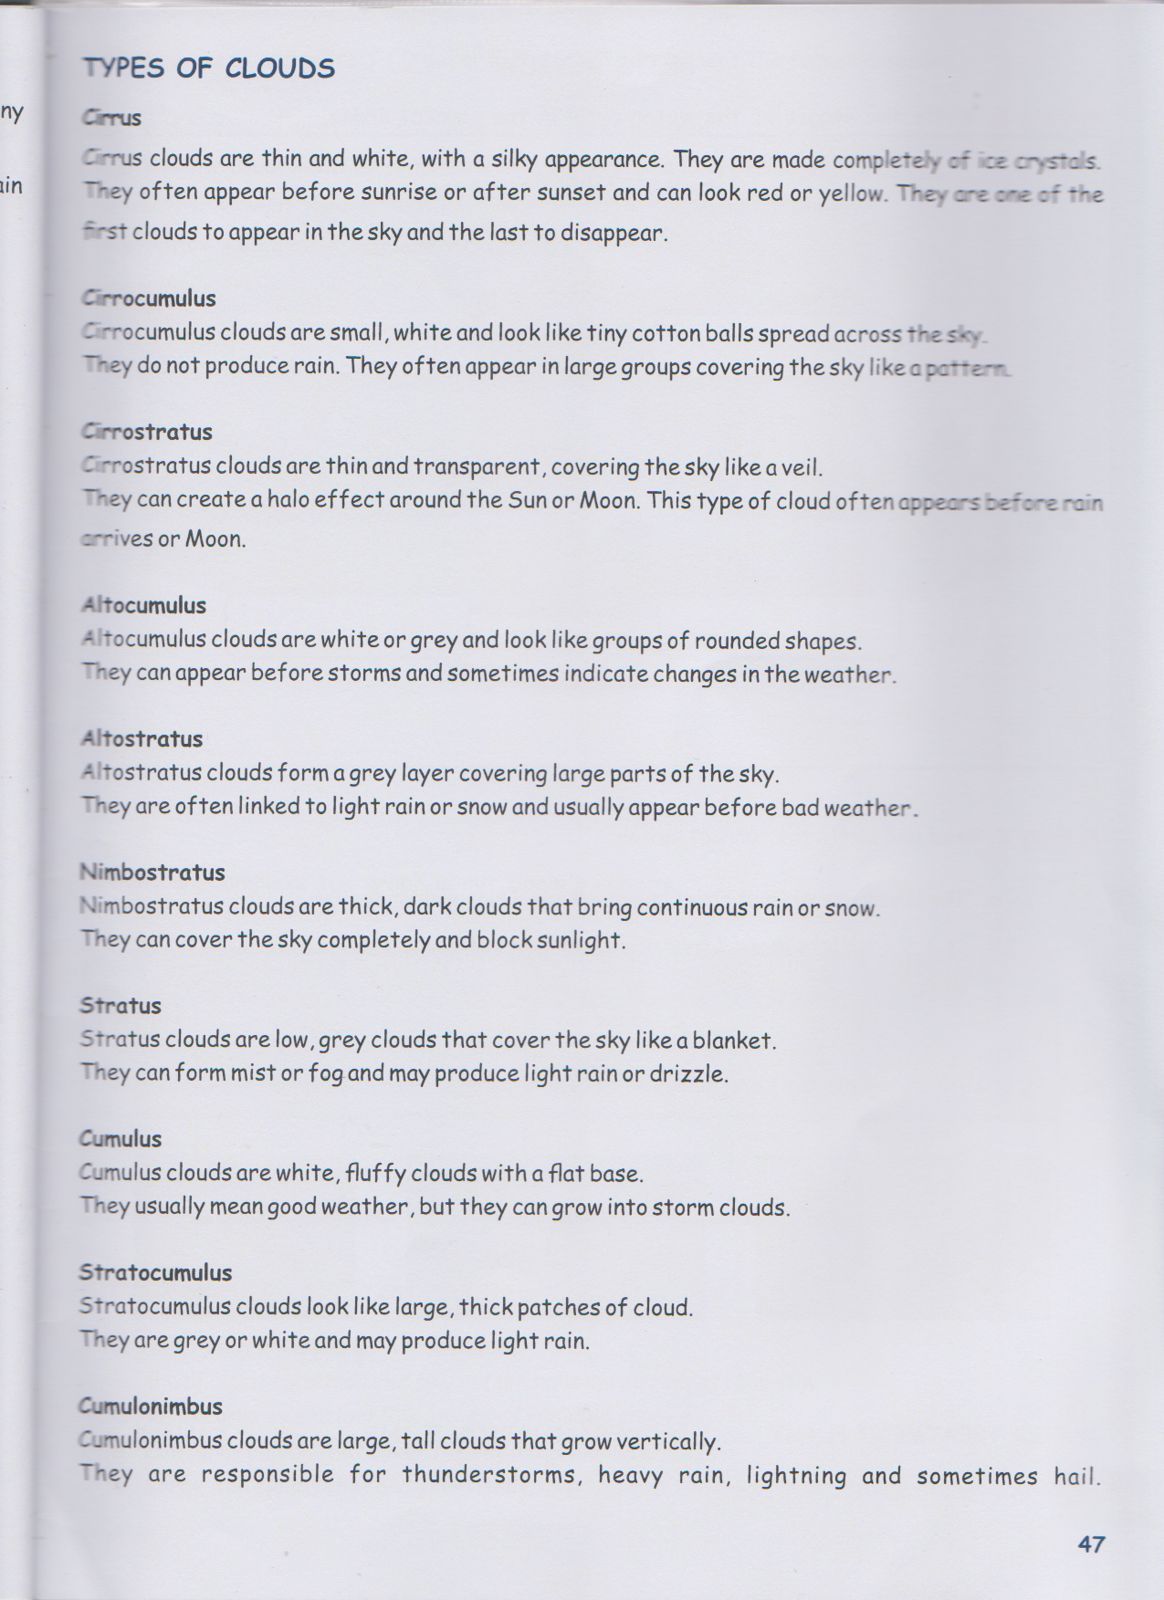 TYPES OF CLOUDS
Cirrus
Cirrus clouds are thin and white, with a silky appearance. They are made completely of ice crystals.
They often appear before sunrise or after sunset and can look red or yellow. They are one of the
first clouds to appear in the sky and the last to disappear.
Cirrocumulus
Cirrocumulus clouds are small, white and look like tiny cotton balls spread across the sky.
They do not produce rain. They often appear in large groups covering the sky like a pattern.
Cirrostratus
Cirrostratus clouds are thin and transparent, covering the sky like a veil.
They can create a halo effect around the Sun or Moon. This type of cloud often appears before rain
arrives or Moon.
Altocumulus
Altocumulus clouds are white or grey and look like groups of rounded shapes.
They can appear before storms and sometimes indicate changes in the weather.
Altostratus
Altostratus clouds form a grey layer covering large parts of the sky.
They are often linked to light rain or snow and usually appear before bad weather.
Nimbostratus
Nimbostratus clouds are thick, dark clouds that bring continuous rain or snow.
They can cover the sky completely and block sunlight.
Stratus
Stratus clouds are low, grey clouds that cover the sky like a blanket.
They can form mist or fog and may produce light rain or drizzle.
Cumulus
Cumulus clouds are white, fluffy clouds with a flat base.
They usually mean good weather, but they can grow into storm clouds.
Stratocumulus
Stratocumulus clouds look like large, thick patches of cloud.
They are grey or white and may produce light rain.
Cumulonimbus
Cumulonimbus clouds are large, tall clouds that grow vertically.
They are responsible for thunderstorms, heavy rain, lightning and sometimes hail.
47